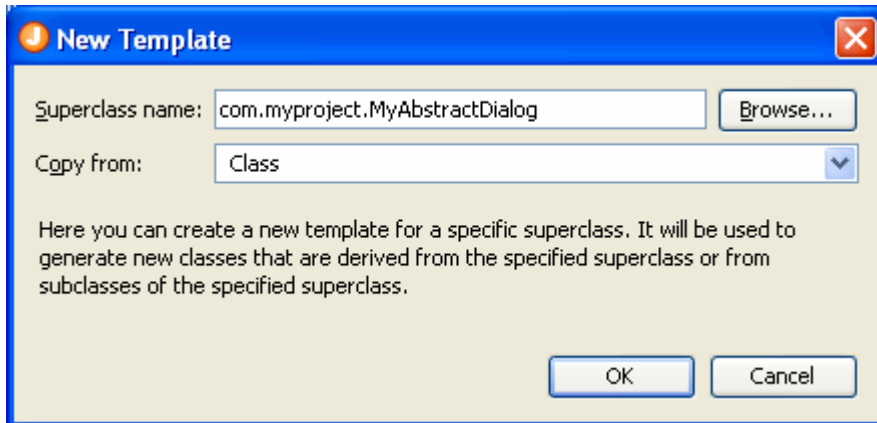 New Template
Superclass name: com.myproject.MyAbstractDialog Browse...
Copy from: Class
Here you can create a new template for a specific superclass. It will be used to
generate new classes that are derived from the specified superclass or from
subclasses of the specified superclass.
OK Cancel